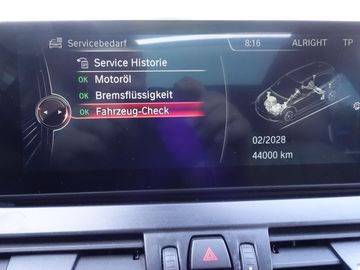 Servicebedarf 8:16 ALRIGHT TP
Service Historie
OK Motoröl
OK Bremsflüssigkeit
OK Fahrzeug-Check
02/2028
44000 km